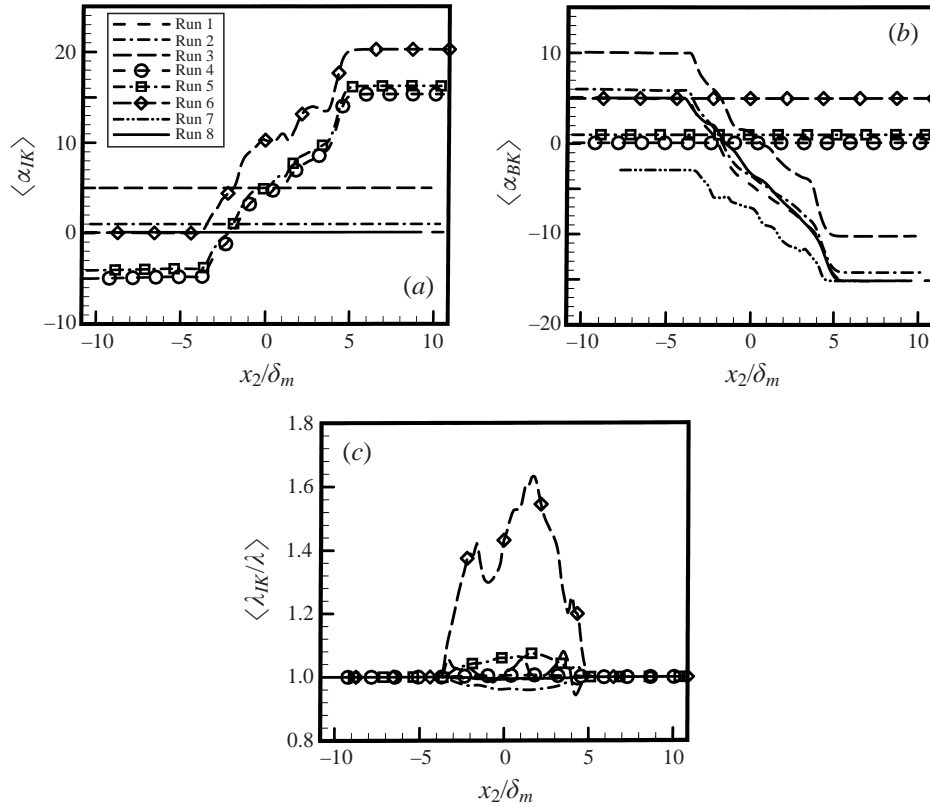 (a)
Run 1
Run 2
Run 3
Run 4
Run 5
Run 6
Run 7
Run 8
20
10
0
−10
⟨α_IK⟩
−10 −5 0 5 10
x₂/δₘ
(b)
10
0
−10
−20
⟨α_BK⟩
−10 −5 0 5 10
x₂/δₘ
(c)
1.8
1.6
1.4
1.2
1.0
0.8
⟨λ_IK/λ⟩
−10 −5 0 5 10
x₂/δₘ